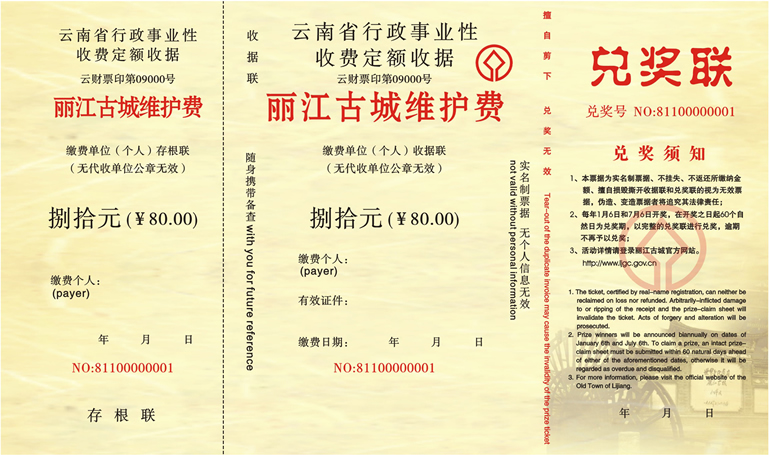 云南省行政事业性
收费定额收据
云财票印第09000号
丽江古城维护费
缴费单位（个人）存根联
（无代收单位公章无效）
捌拾元(￥80.00)
缴费个人：
(payer)
年 月 日
NO:81100000001
存根联
收据联
随身携带备查 with you for future reference
云南省行政事业性
收费定额收据
云财票印第09000号
丽江古城维护费
缴费单位（个人）收据联
（无代收单位公章无效）
捌拾元(￥80.00)
缴费个人：
(payer)
有效证件：
缴费日期： 年 月 日
NO:81100000001
实名制票据 无个人信息无效
not valid without personal information
擅自剪下 兑奖无效 Tear-out of the duplicate invoice may cause the invalidity of the prize ticket
兑奖联
兑奖号 NO:81100000001
兑奖须知
1、本票据为实名制票据、不挂失、不返还所缴纳金
额、擅自损毁撕开收据联和兑奖联的视为无效票
据，伪造、变造票据者将追究其法律责任；
2、每年1月6日和7月6日开奖，在开奖之日起60个自
然日为兑奖期，以完整的兑奖联进行兑奖，逾期
不再予以兑奖；
3、活动详情请登录丽江古城官方网站。
http://www.ljgc.gov.cn
1. The ticket, certified by real-name registration, can neither be
reclaimed on loss nor refunded. Arbitrarily-inflicted damage
to or ripping of the receipt and the prize-claim sheet will
invalidate the ticket. Acts of forgery and alteration will be
prosecuted.
2. Prize winners will be announced biannually on dates of
January 6th and July 6th. To claim a prize, an intact prize-
claim sheet must be submitted within 60 natural days ahead
of either of the aforementioned dates, otherwise it will be
regarded as overdue and disqualified.
3. For more information, please visit the official website of the
Old Town of Lijiang.
年 月 日